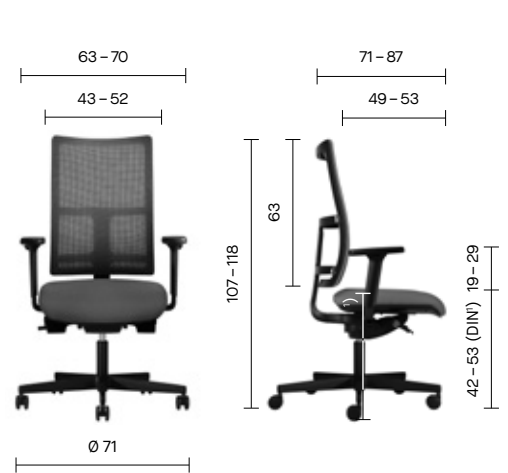 63 – 70
71 – 87
43 – 52
49 – 53
63
107 – 118
19 – 29
42 – 53 (DIN¹)
¹)
Ø 71